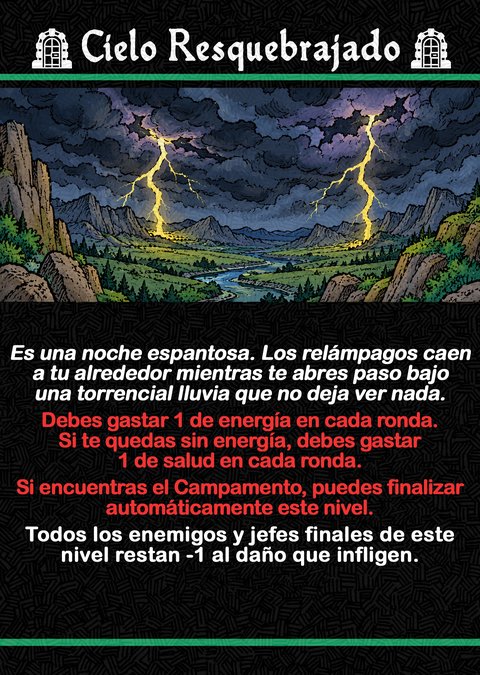 Cielo Resquebrajado
Es una noche espantosa. Los relámpagos caen
a tu alrededor mientras te abres paso bajo
una torrencial lluvia que no deja ver nada.
Debes gastar 1 de energía en cada ronda.
Si te quedas sin energía, debes gastar
1 de salud en cada ronda.
Si encuentras el Campamento, puedes finalizar
automáticamente este nivel.
Todos los enemigos y jefes finales de este
nivel restan -1 al daño que infligen.